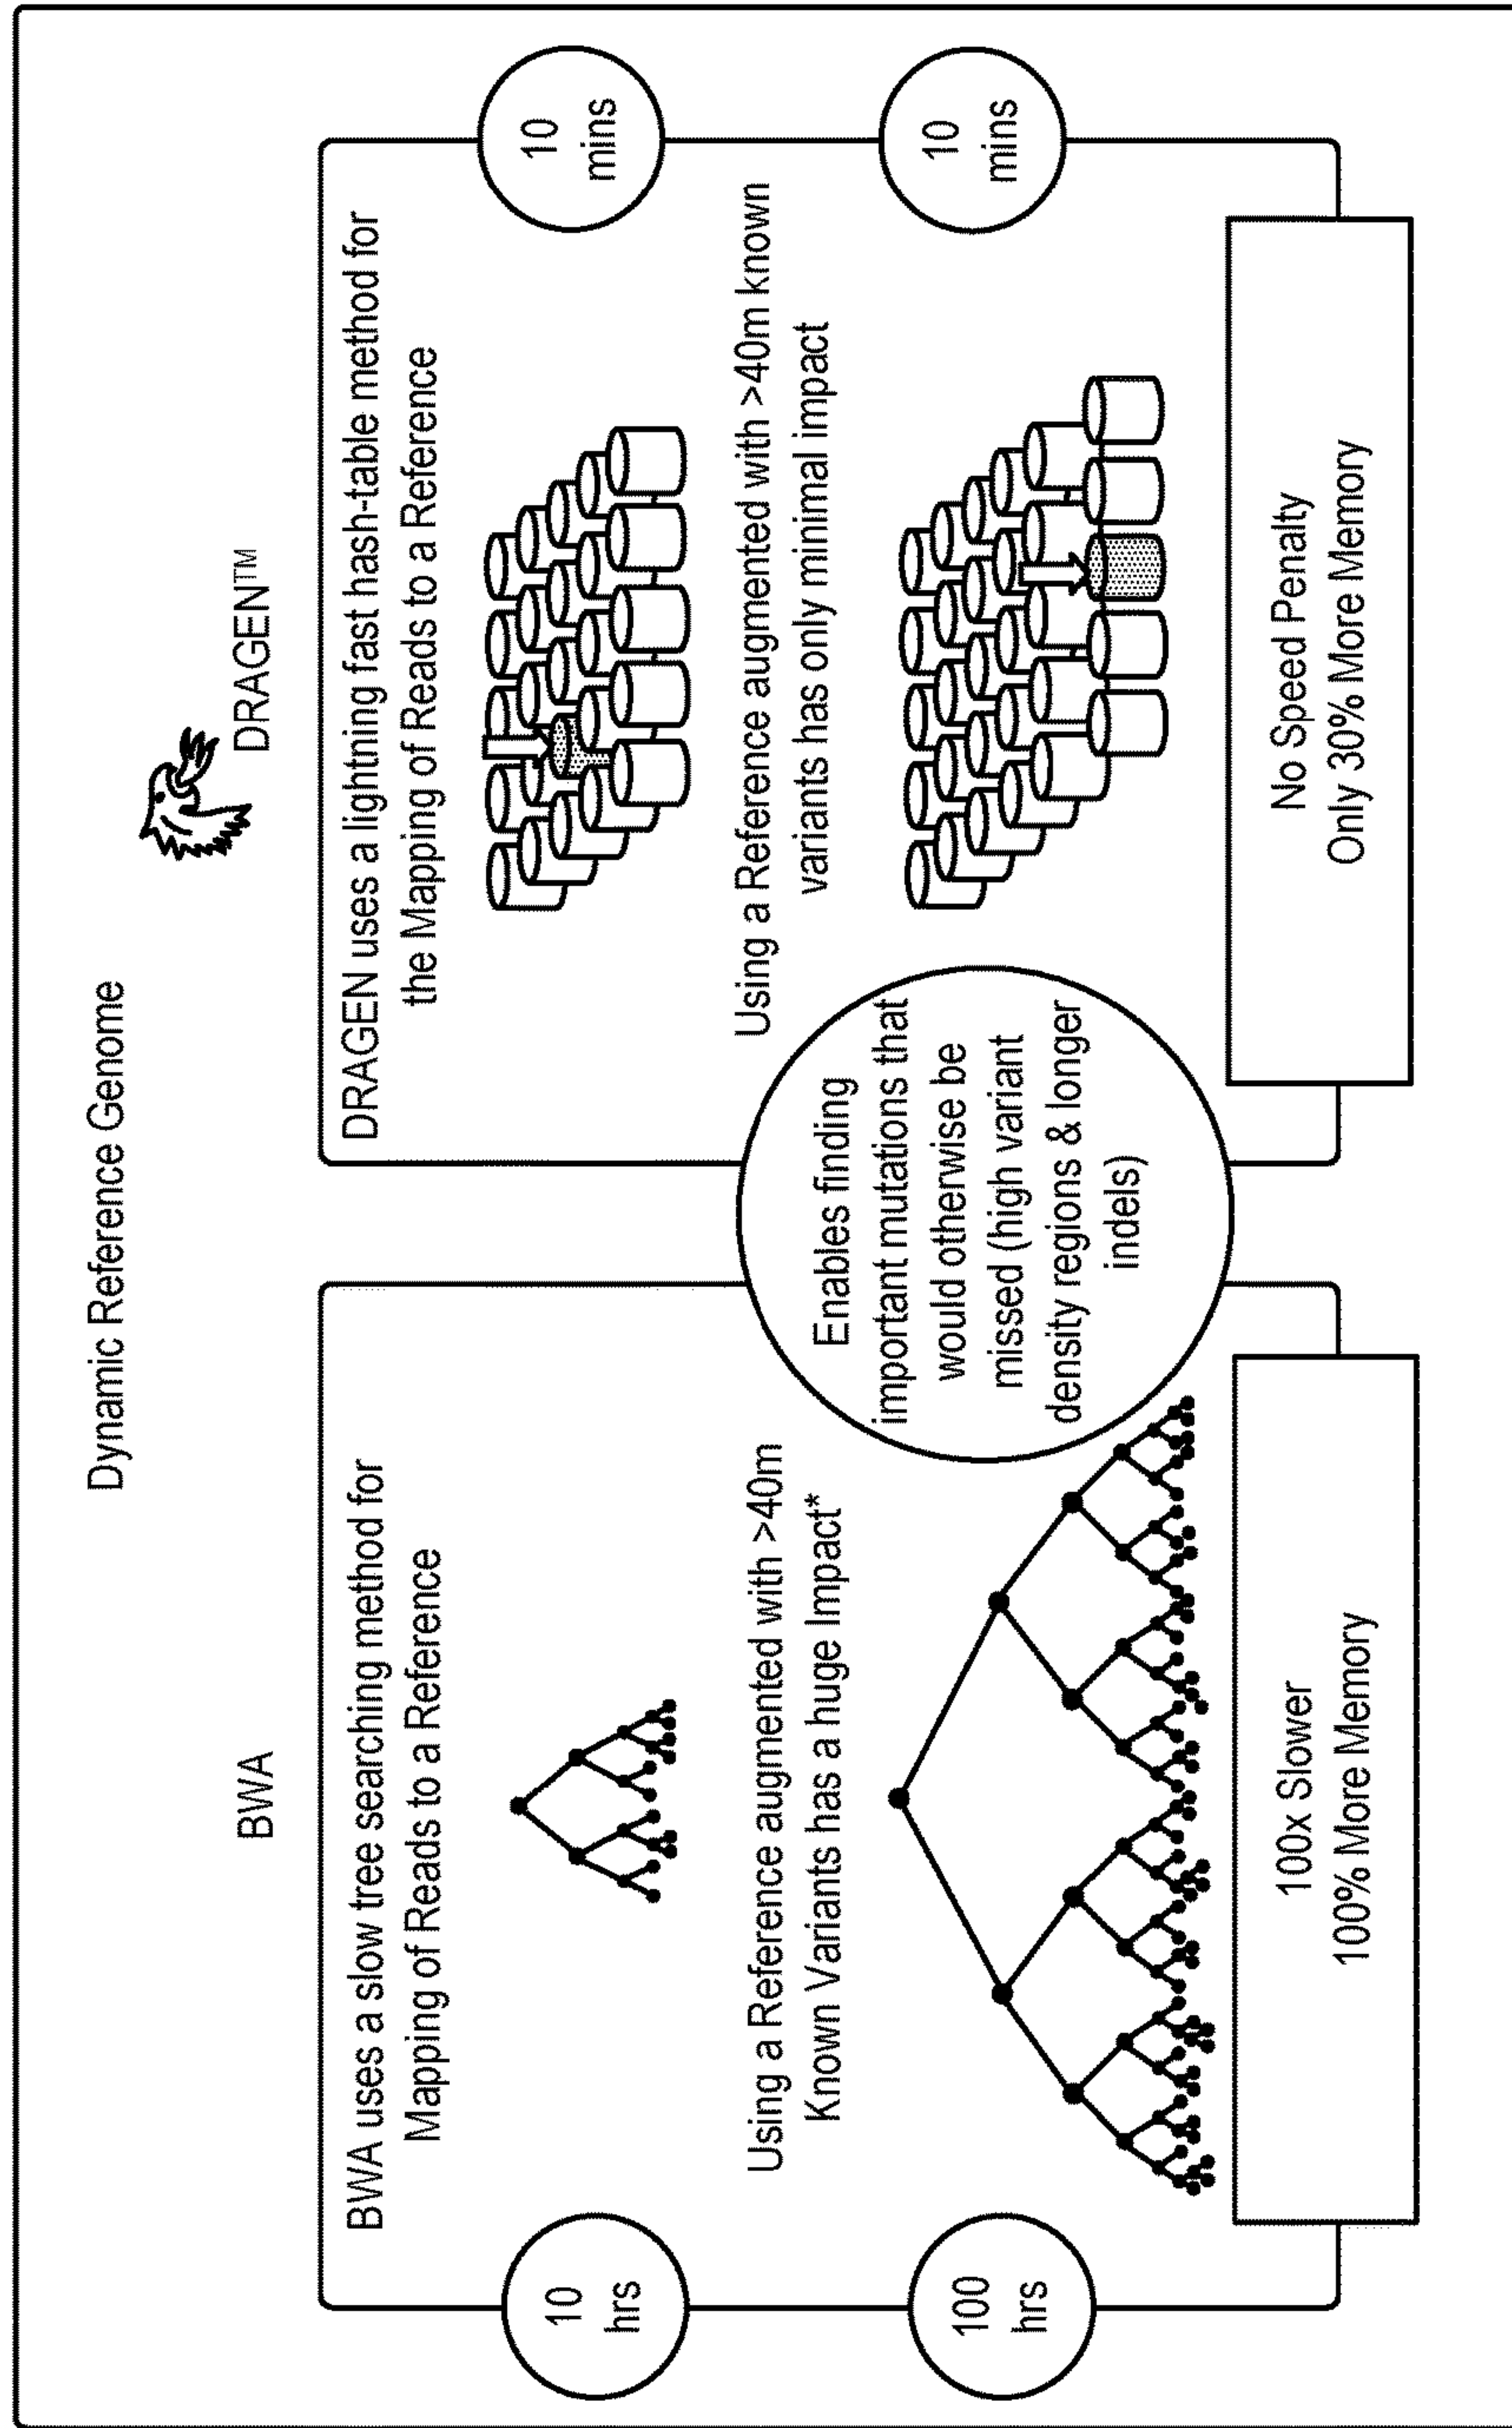 Dynamic Reference Genome
BWA
BWA uses a slow tree searching method for
Mapping of Reads to a Reference
10
hrs
Using a Reference augmented with >40m
Known Variants has a huge Impact*
100
hrs
100x Slower
100% More Memory
Enables finding
important mutations that
would otherwise be
missed (high variant
density regions & longer
indels)
DRAGEN™
DRAGEN uses a lightning fast hash-table method for
the Mapping of Reads to a Reference
10
mins
Using a Reference augmented with >40m known
variants has only minimal impact
10
mins
No Speed Penalty
Only 30% More Memory